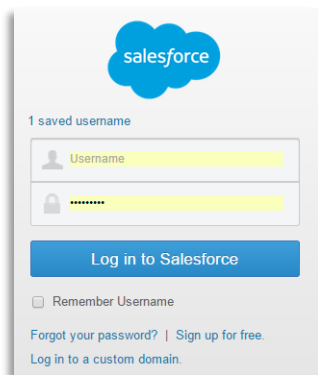 salesforce
1 saved username
Username
•••••••••
Log in to Salesforce
Remember Username
Forgot your password? | Sign up for free.
Log in to a custom domain.